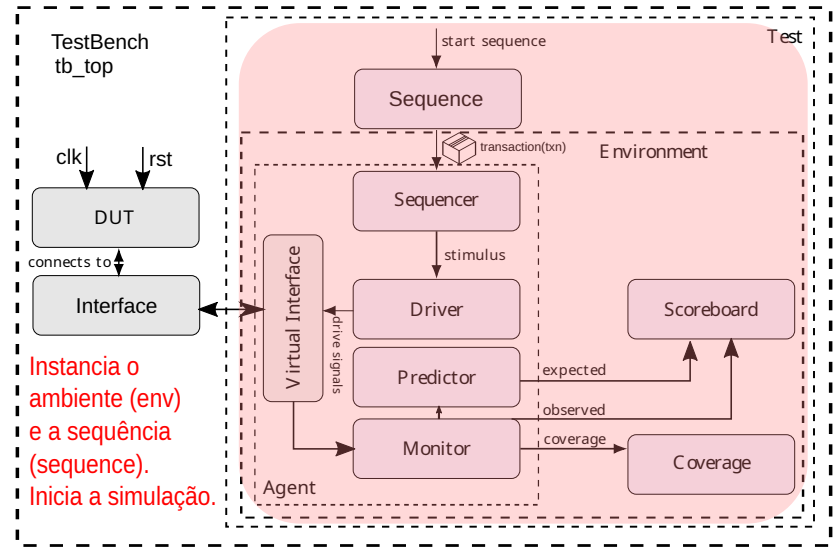 TestBench
tb_top
Test
start sequence
Sequence
transaction(txn)
Environment
clk
rst
Sequencer
DUT
stimulus
connects to
Interface
Virtual Interface
drive signals
Driver
Scoreboard
Predictor
expected
observed
Monitor
coverage
Coverage
Agent
Instancia o
ambiente (env)
e a sequência
(sequence).
Inicia a simulação.